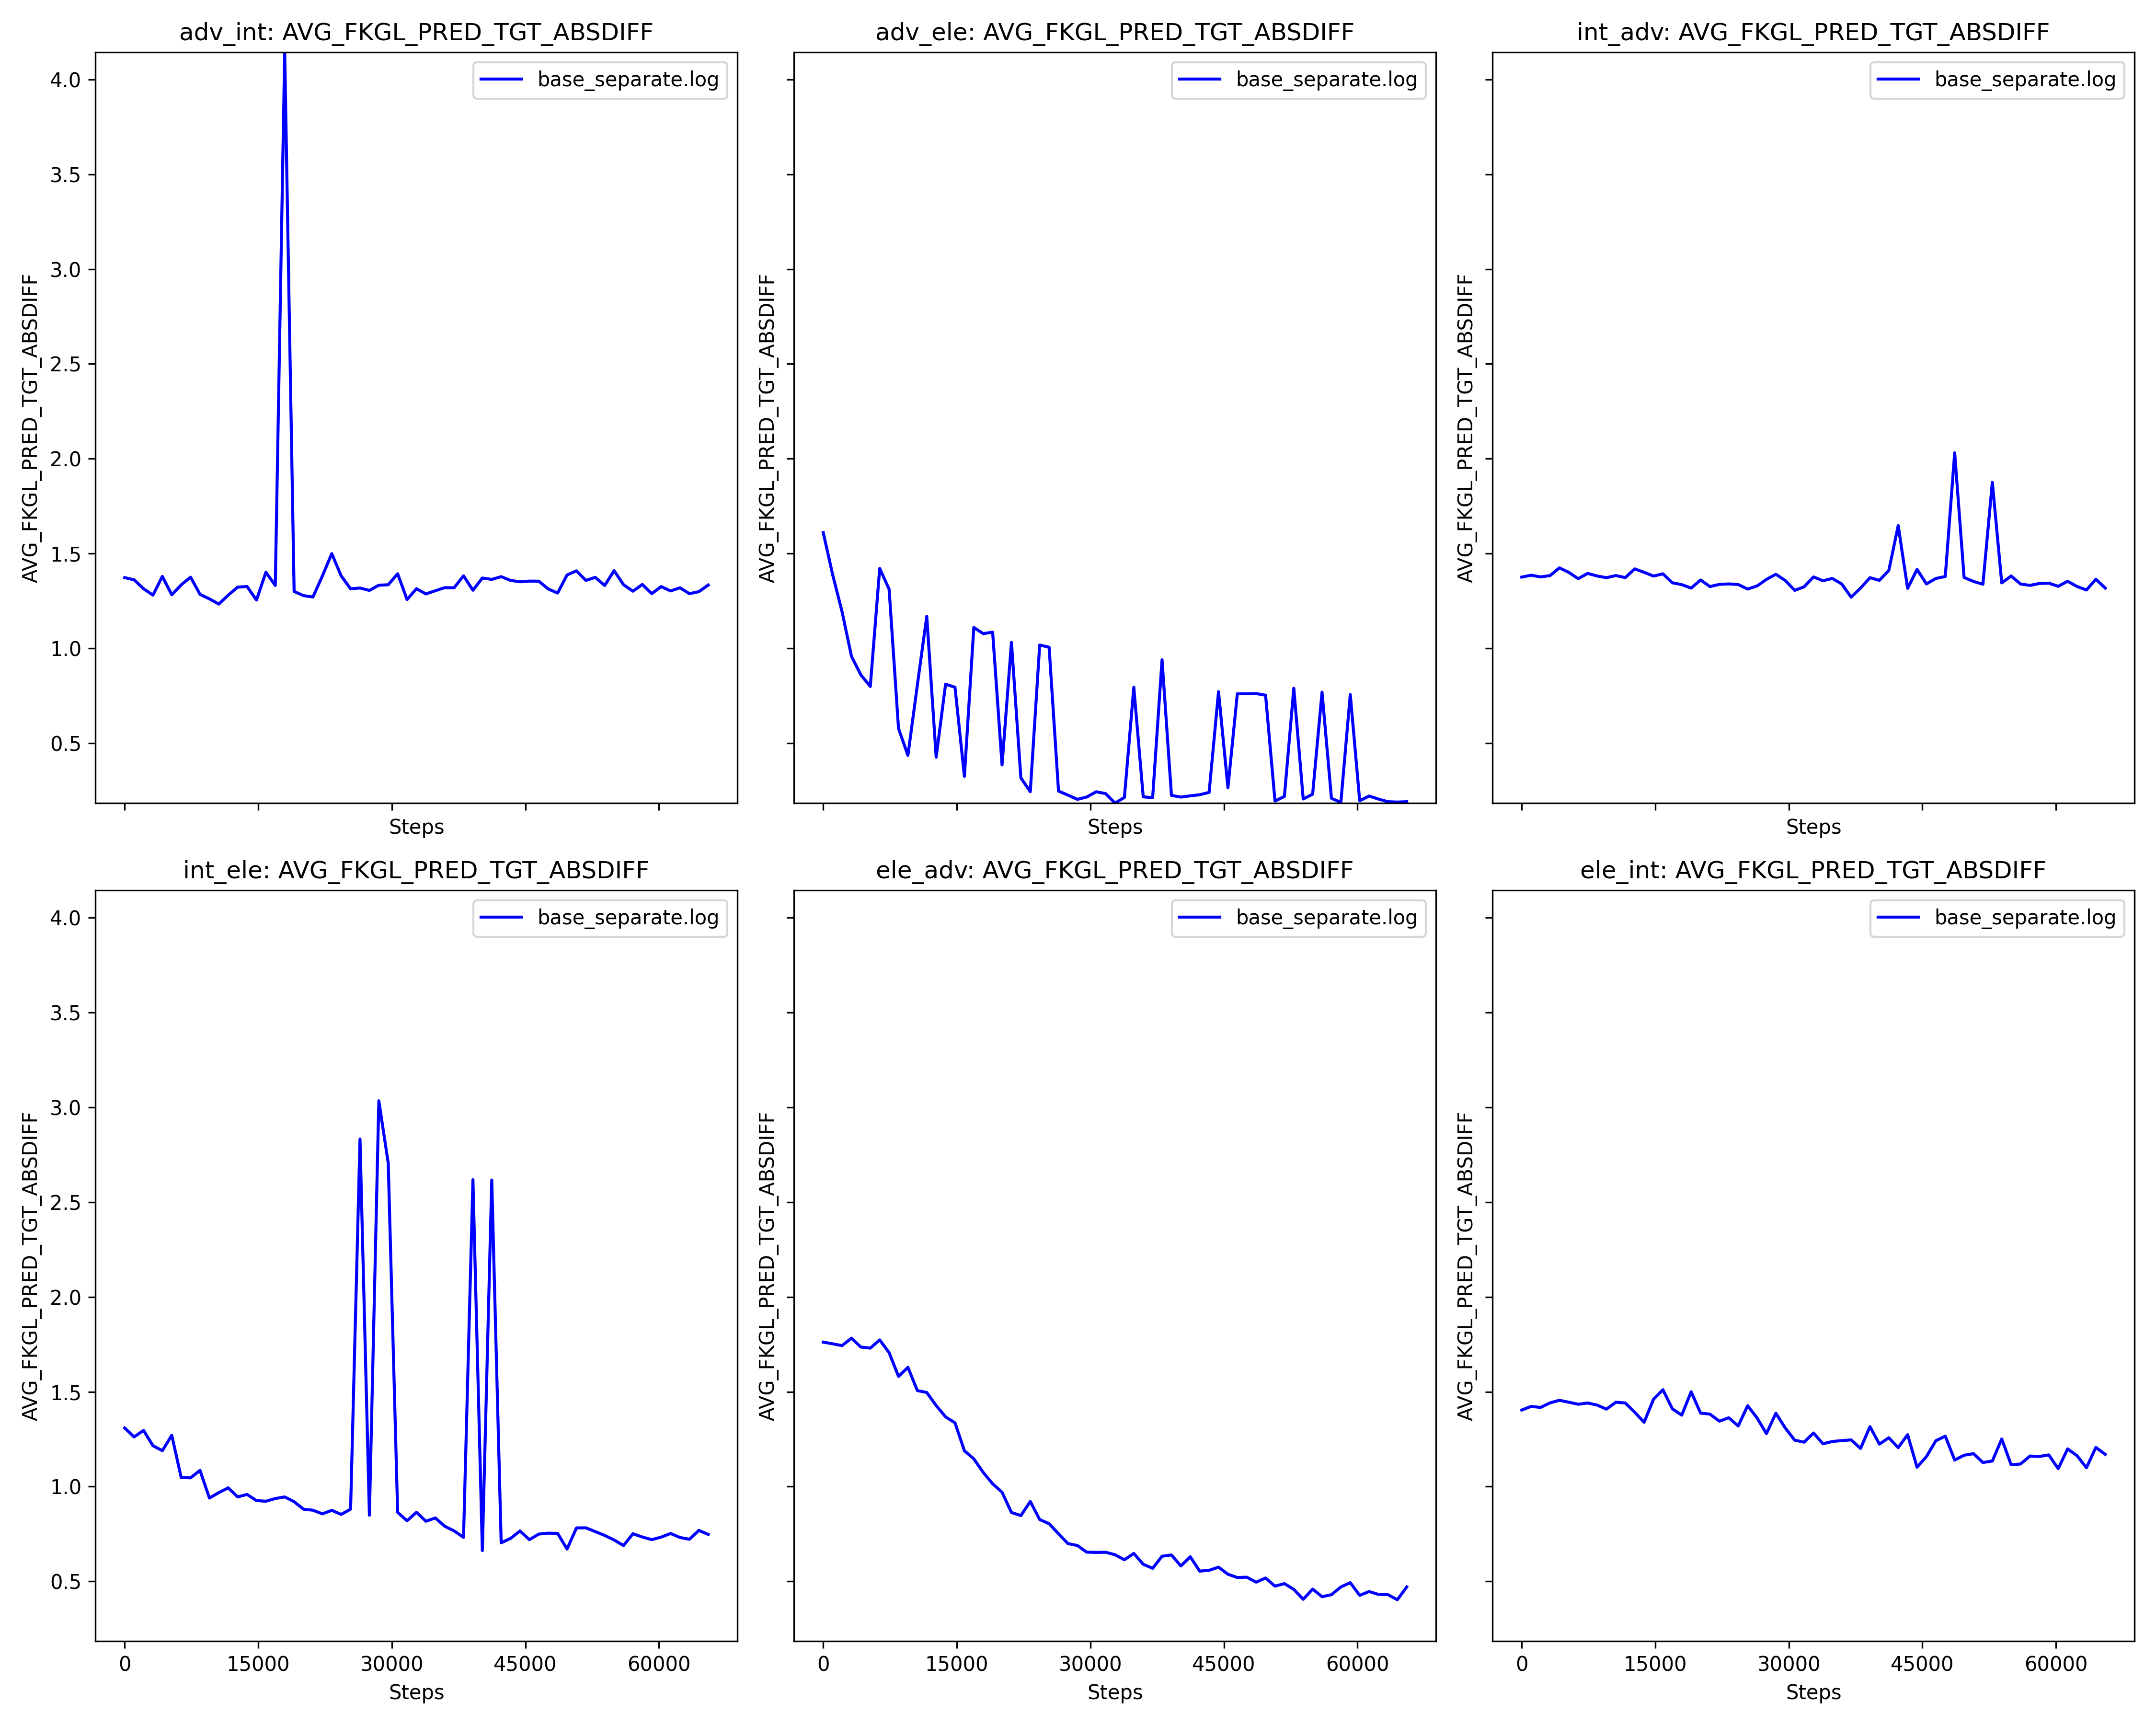 adv_int: AVG_FKGL_PRED_TGT_ABSDIFF
base_separate.log
AVG_FKGL_PRED_TGT_ABSDIFF
4.0
3.5
3.0
2.5
2.0
1.5
1.0
0.5
Steps
adv_ele: AVG_FKGL_PRED_TGT_ABSDIFF
base_separate.log
AVG_FKGL_PRED_TGT_ABSDIFF
Steps
int_adv: AVG_FKGL_PRED_TGT_ABSDIFF
base_separate.log
AVG_FKGL_PRED_TGT_ABSDIFF
Steps
int_ele: AVG_FKGL_PRED_TGT_ABSDIFF
base_separate.log
AVG_FKGL_PRED_TGT_ABSDIFF
4.0
3.5
3.0
2.5
2.0
1.5
1.0
0.5
0 15000 30000 45000 60000
Steps
ele_adv: AVG_FKGL_PRED_TGT_ABSDIFF
base_separate.log
AVG_FKGL_PRED_TGT_ABSDIFF
0 15000 30000 45000 60000
Steps
ele_int: AVG_FKGL_PRED_TGT_ABSDIFF
base_separate.log
AVG_FKGL_PRED_TGT_ABSDIFF
0 15000 30000 45000 60000
Steps